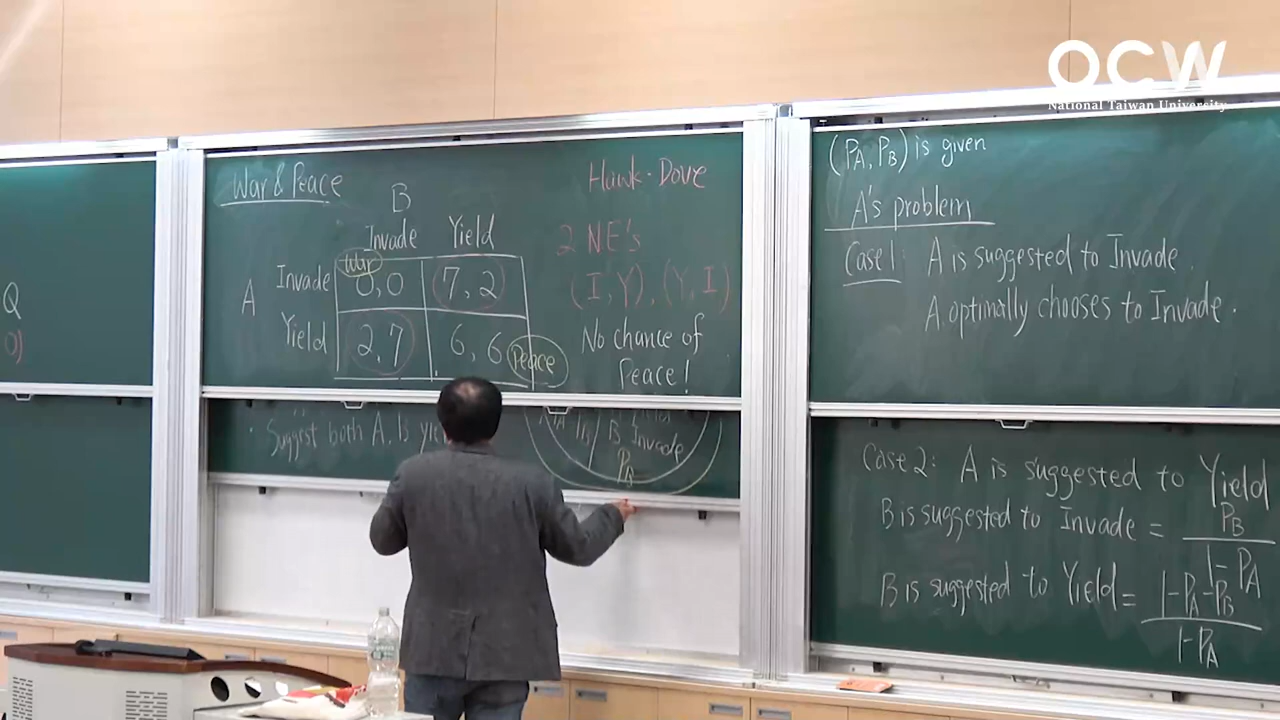 OCW
National Taiwan University
Q
0)
War & Peace
Hawk-Dove
B
Invade Yield
A
Invade
War
0,0
7,2
Yield
2,7
6,6
Peace
2 NE's
(I,Y), (Y,I)
No chance of
Peace!
· Suggest both A, B
B Invade
PA
(PA, PB) is given
A's problem
Case 1: A is suggested to Invade.
A optimally chooses to Invade.
Case 2: A is suggested to Yield
B is suggested to Invade = PB / 1-PA
B is suggested to Yield = 1-PA-PB / 1-PA